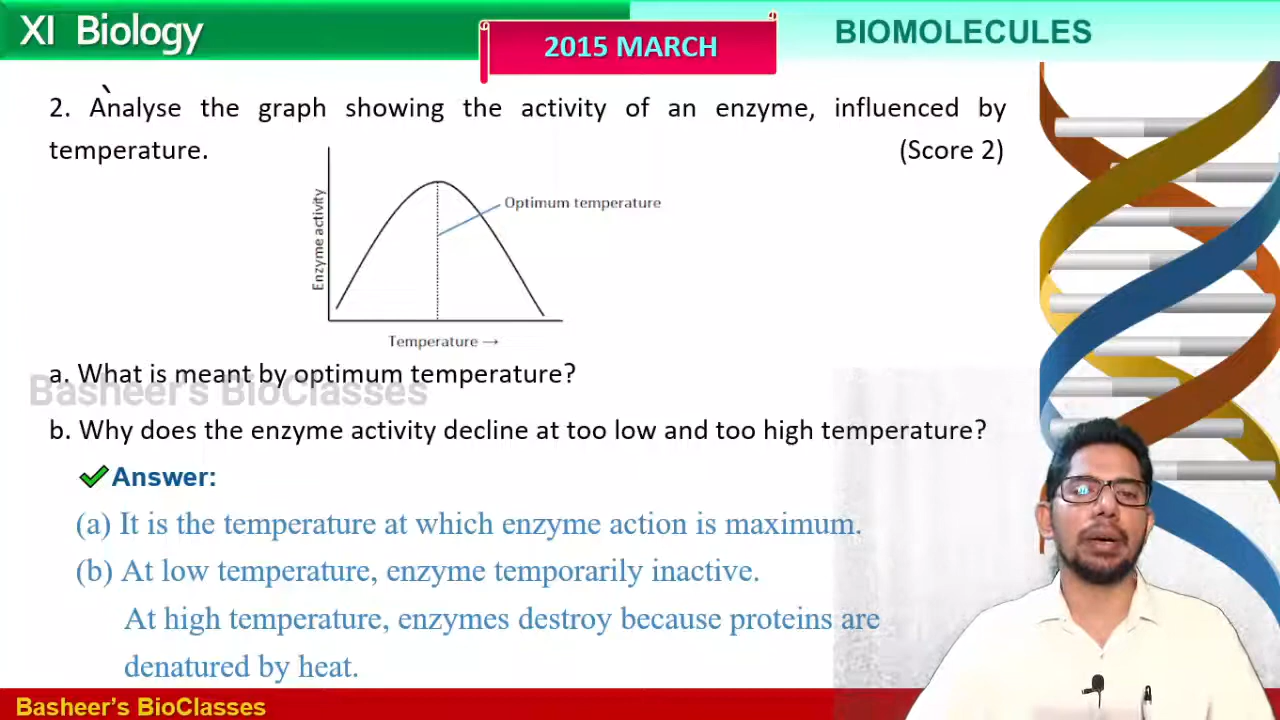 XI Biology
2015 MARCH
BIOMOLECULES
2. Analyse the graph showing the activity of an enzyme, influenced by
temperature. (Score 2)
Enzyme activity
Optimum temperature
Temperature →
a. What is meant by optimum temperature?
Basheer's BioClasses
b. Why does the enzyme activity decline at too low and too high temperature?
Answer:
(a) It is the temperature at which enzyme action is maximum.
(b) At low temperature, enzyme temporarily inactive.
At high temperature, enzymes destroy because proteins are
denatured by heat.
Basheer's BioClasses